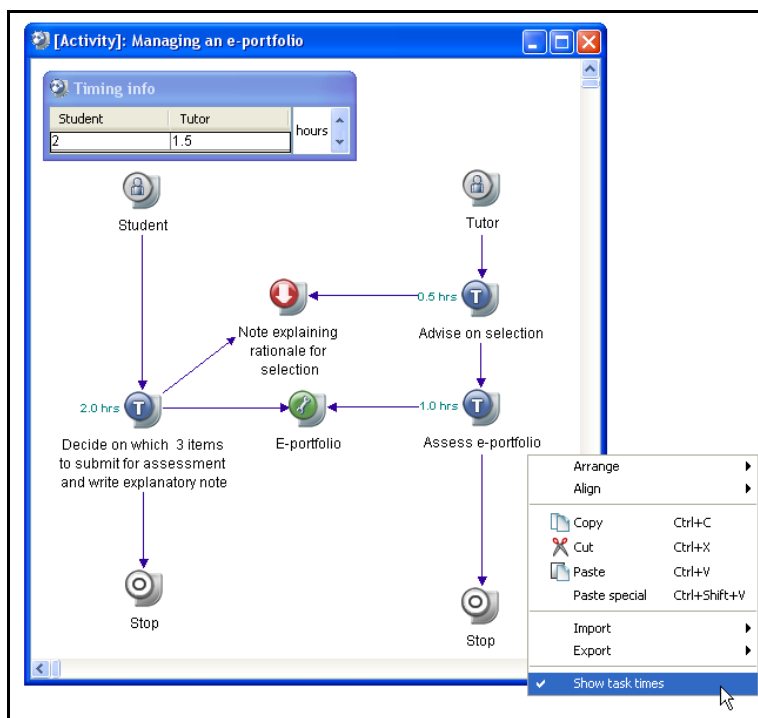 [Activity]: Managing an e-portfolio
Timing info
Student Tutor
2 1.5 hours
Student
Tutor
0.5 hrs T
Note explaining
rationale for
selection
Advise on selection
2.0 hrs T
1.0 hrs T
Decide on which 3 items
to submit for assessment
and write explanatory note
E-portfolio
Assess e-portfolio
Stop
Stop
Arrange
Align
Copy Ctrl+C
Cut Ctrl+X
Paste Ctrl+V
Paste special Ctrl+Shift+V
Import
Export
Show task times